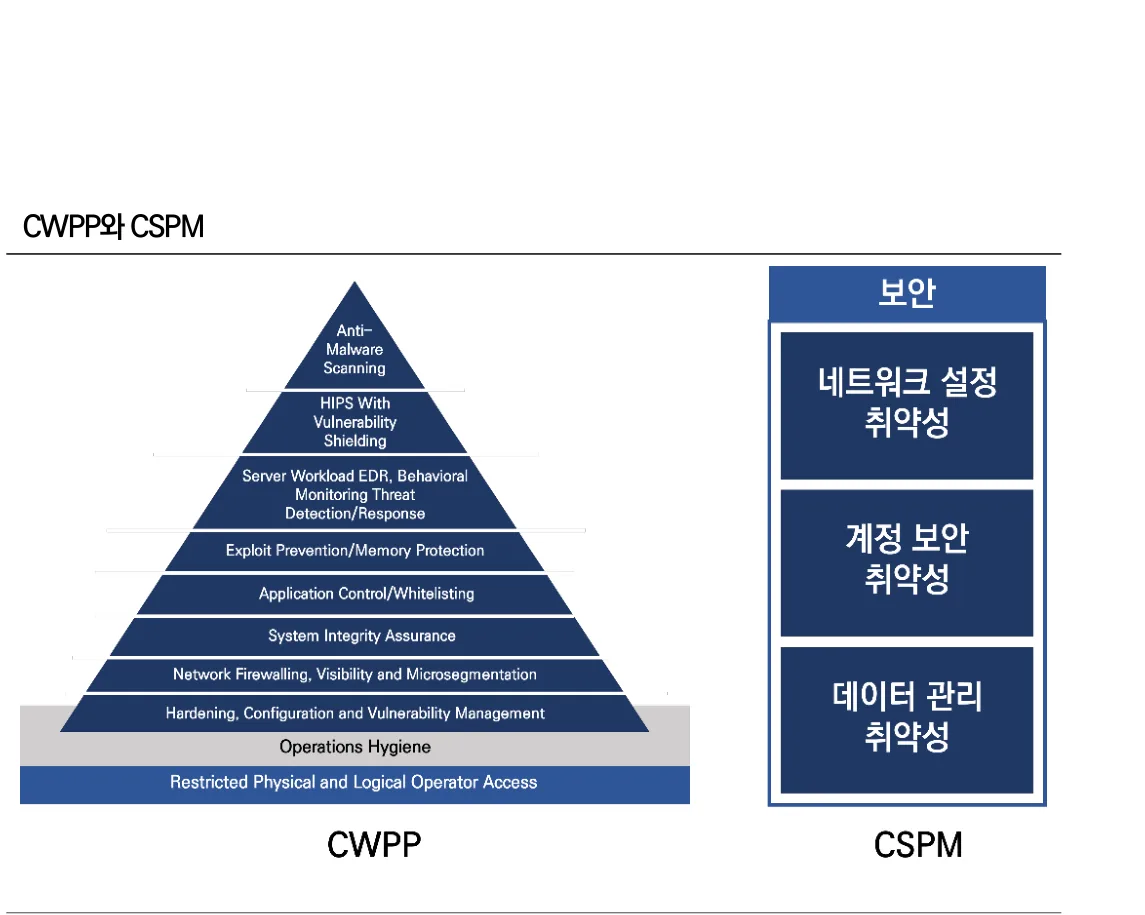 CWPP와 CSPM
Anti-
Malware
Scanning
HIPS With
Vulnerability
Shielding
Server Workload EDR, Behavioral
Monitoring Threat
Detection/Response
Exploit Prevention/Memory Protection
Application Control/Whitelisting
System Integrity Assurance
Network Firewalling, Visibility and Microsegmentation
Hardening, Configuration and Vulnerability Management
Operations Hygiene
Restricted Physical and Logical Operator Access
CWPP
보안
네트워크 설정
취약성
계정 보안
취약성
데이터 관리
취약성
CSPM